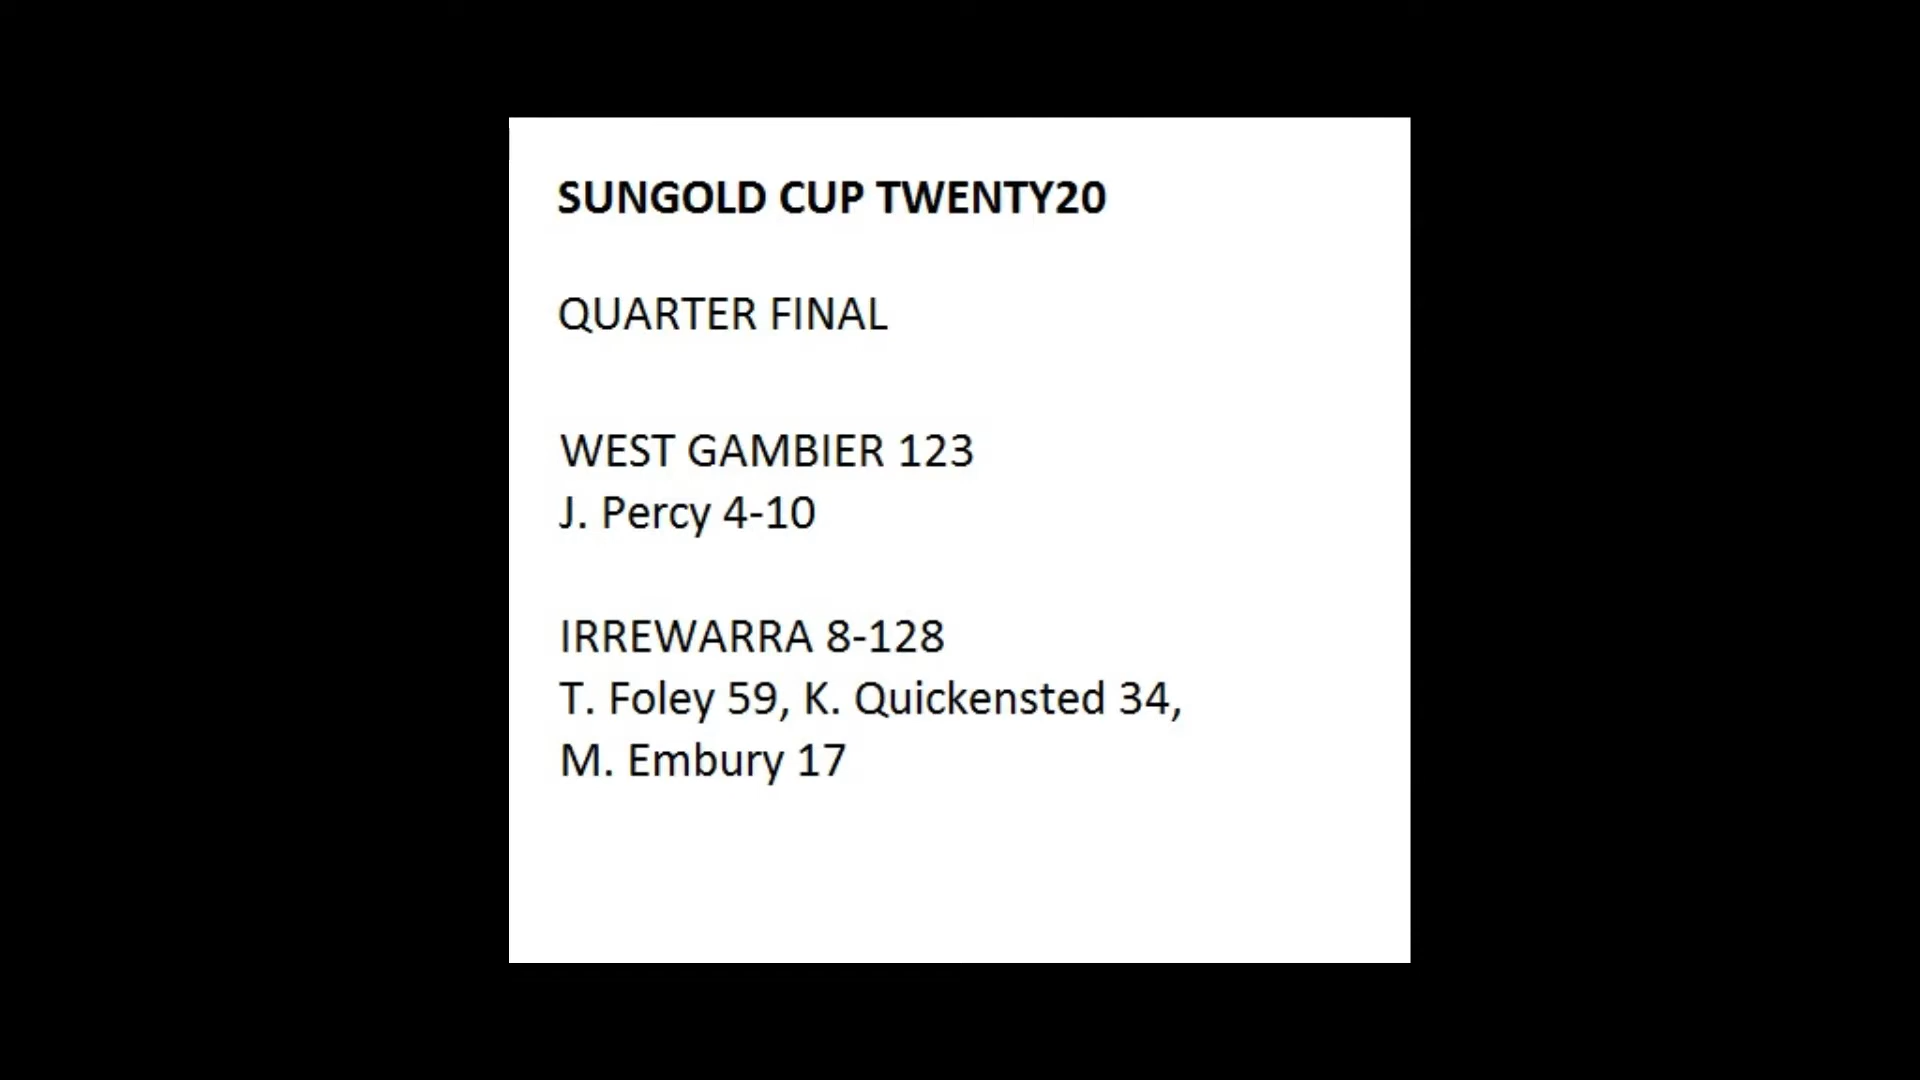 SUNGOLD CUP TWENTY20
QUARTER FINAL
WEST GAMBIER 123
J. Percy 4-10
IRREWARRA 8-128
T. Foley 59, K. Quickensted 34,
M. Embury 17